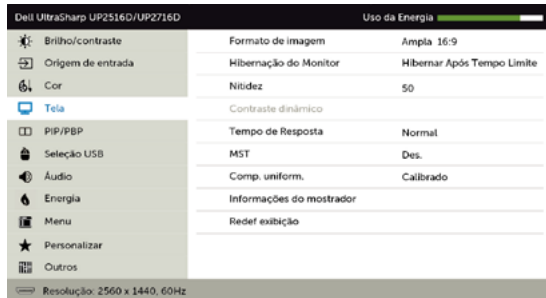 Dell UltraSharp UP2516D/UP2716D Uso da Energia
Brilho/contraste Formato de imagem Ampla 16:9
Origem de entrada Hibernação do Monitor Hibernar Após Tempo Limite
Cor Nitidez 50
Tela Contraste dinâmico
PIP/PBP Tempo de Resposta Normal
Seleção USB MST Des.
Áudio Comp. uniform. Calibrado
Energia Informações do mostrador
Menu Redef exibição
Personalizar
Outros
Resolução: 2560 x 1440, 60Hz